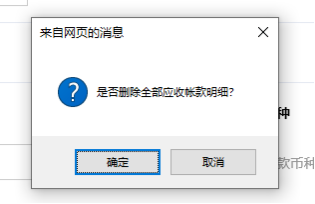 来自网页的消息
?
是否删除全部应收帐款明细?
种
确定
取消
款币种